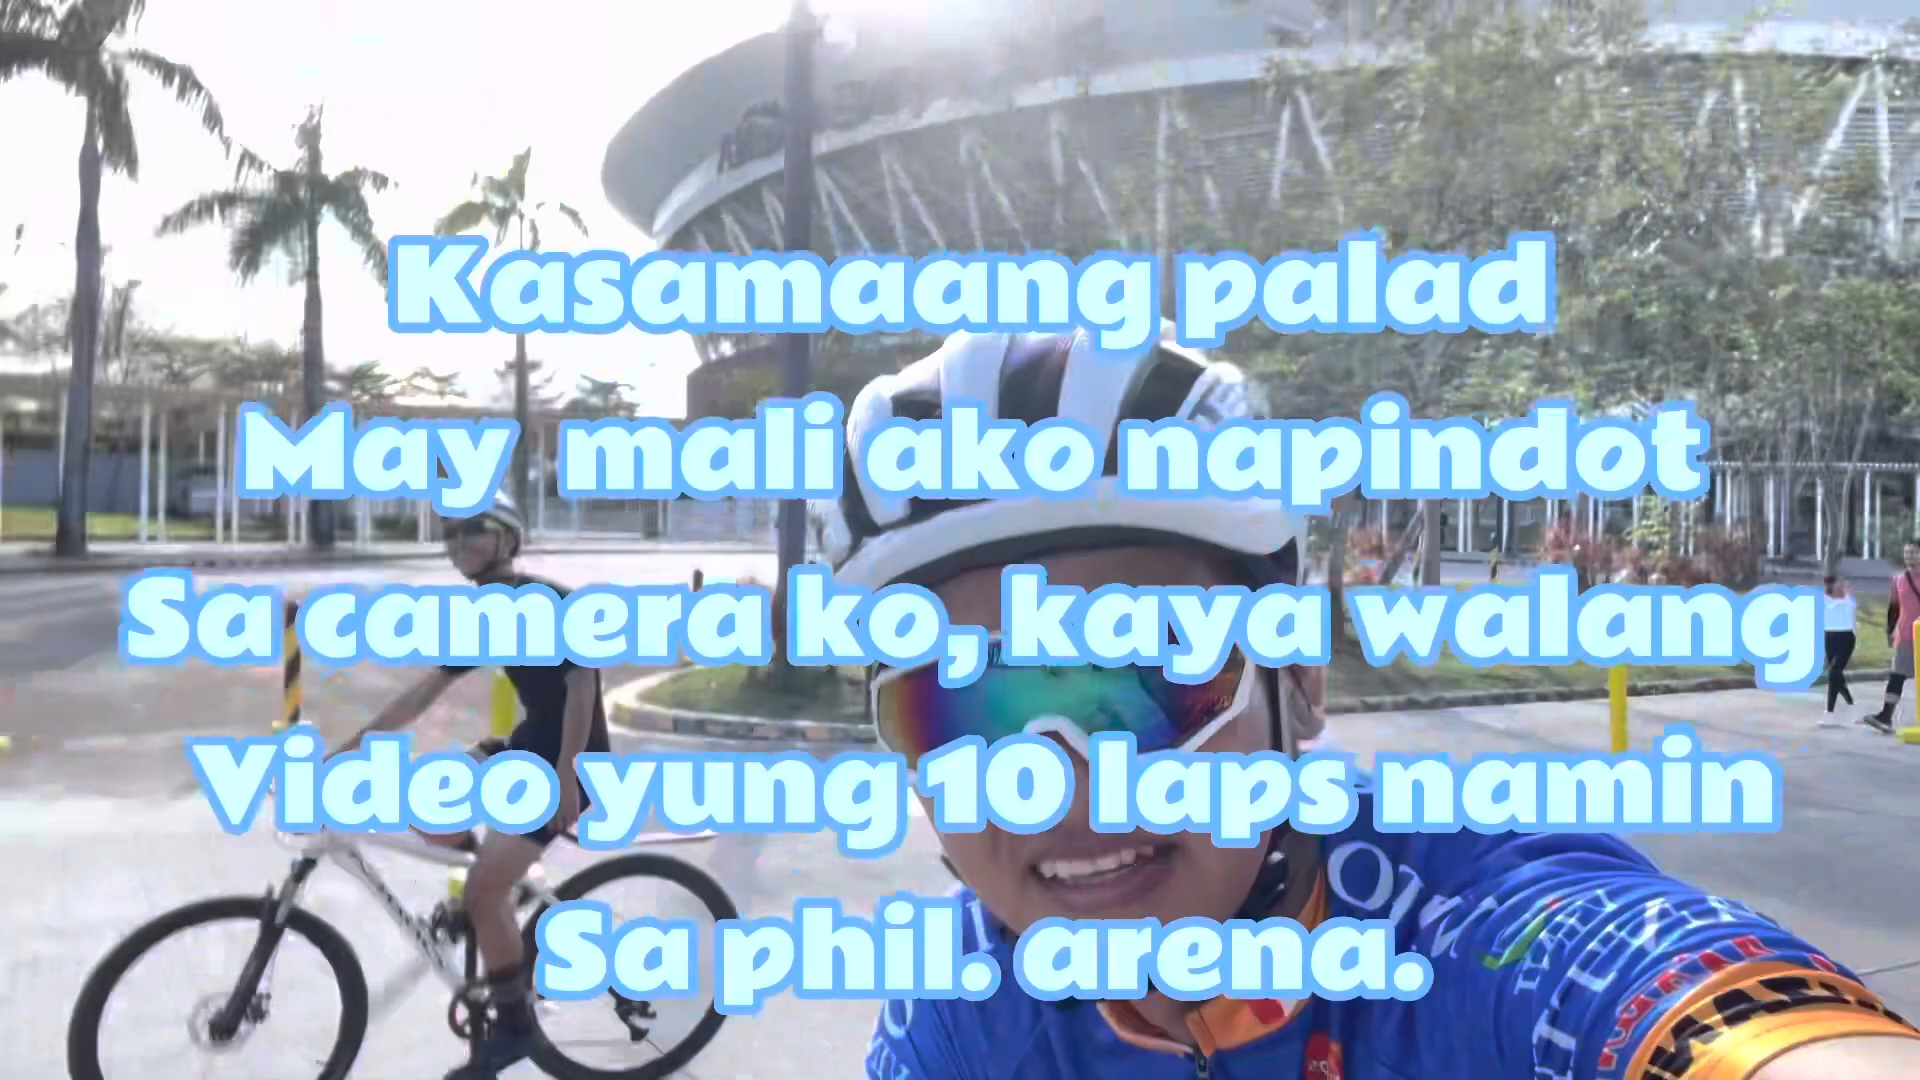 Kasamaang palad
May mali ako napindot
Sa camera ko, kaya walang
Video yung 10 laps namin
Sa phil. arena.